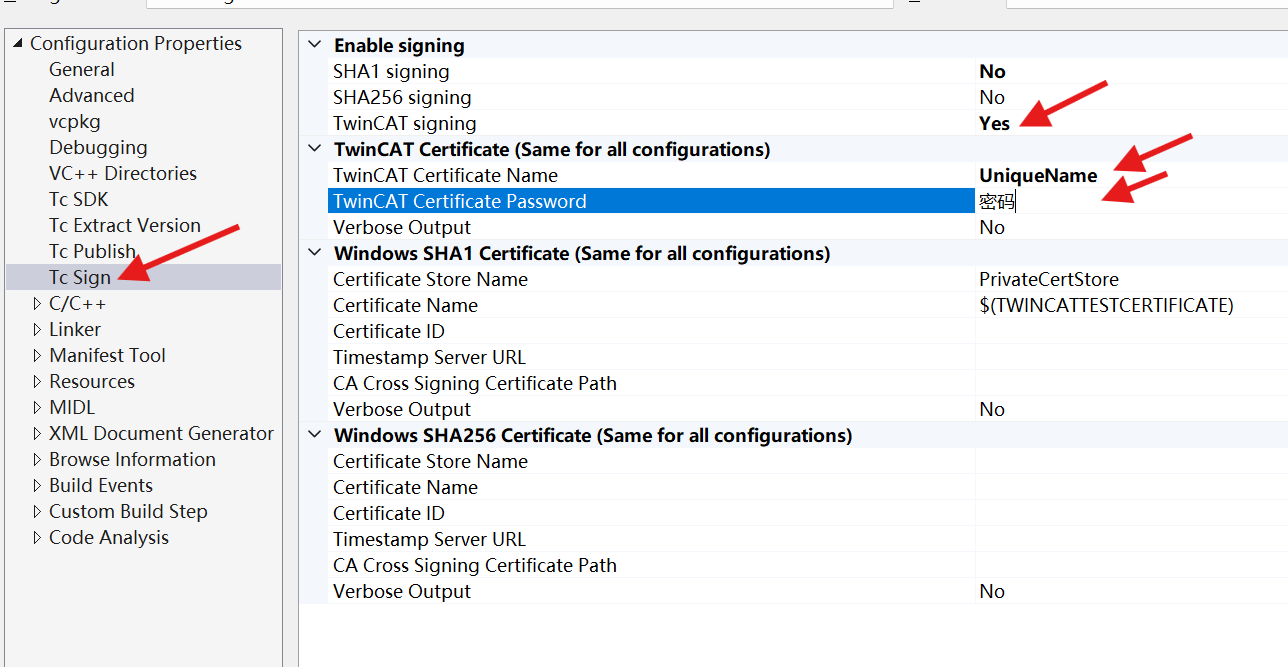 Configuration Properties
General
Advanced
vcpkg
Debugging
VC++ Directories
Tc SDK
Tc Extract Version
Tc Publish
Tc Sign
C/C++
Linker
Manifest Tool
Resources
MIDL
XML Document Generator
Browse Information
Build Events
Custom Build Step
Code Analysis
Enable signing
SHA1 signing No
SHA256 signing No
TwinCAT signing Yes
TwinCAT Certificate (Same for all configurations)
TwinCAT Certificate Name UniqueName
TwinCAT Certificate Password 密码
Verbose Output No
Windows SHA1 Certificate (Same for all configurations)
Certificate Store Name PrivateCertStore
Certificate Name $(TWINCATTESTCERTIFICATE)
Certificate ID
Timestamp Server URL
CA Cross Signing Certificate Path
Verbose Output No
Windows SHA256 Certificate (Same for all configurations)
Certificate Store Name
Certificate Name
Certificate ID
Timestamp Server URL
CA Cross Signing Certificate Path
Verbose Output No